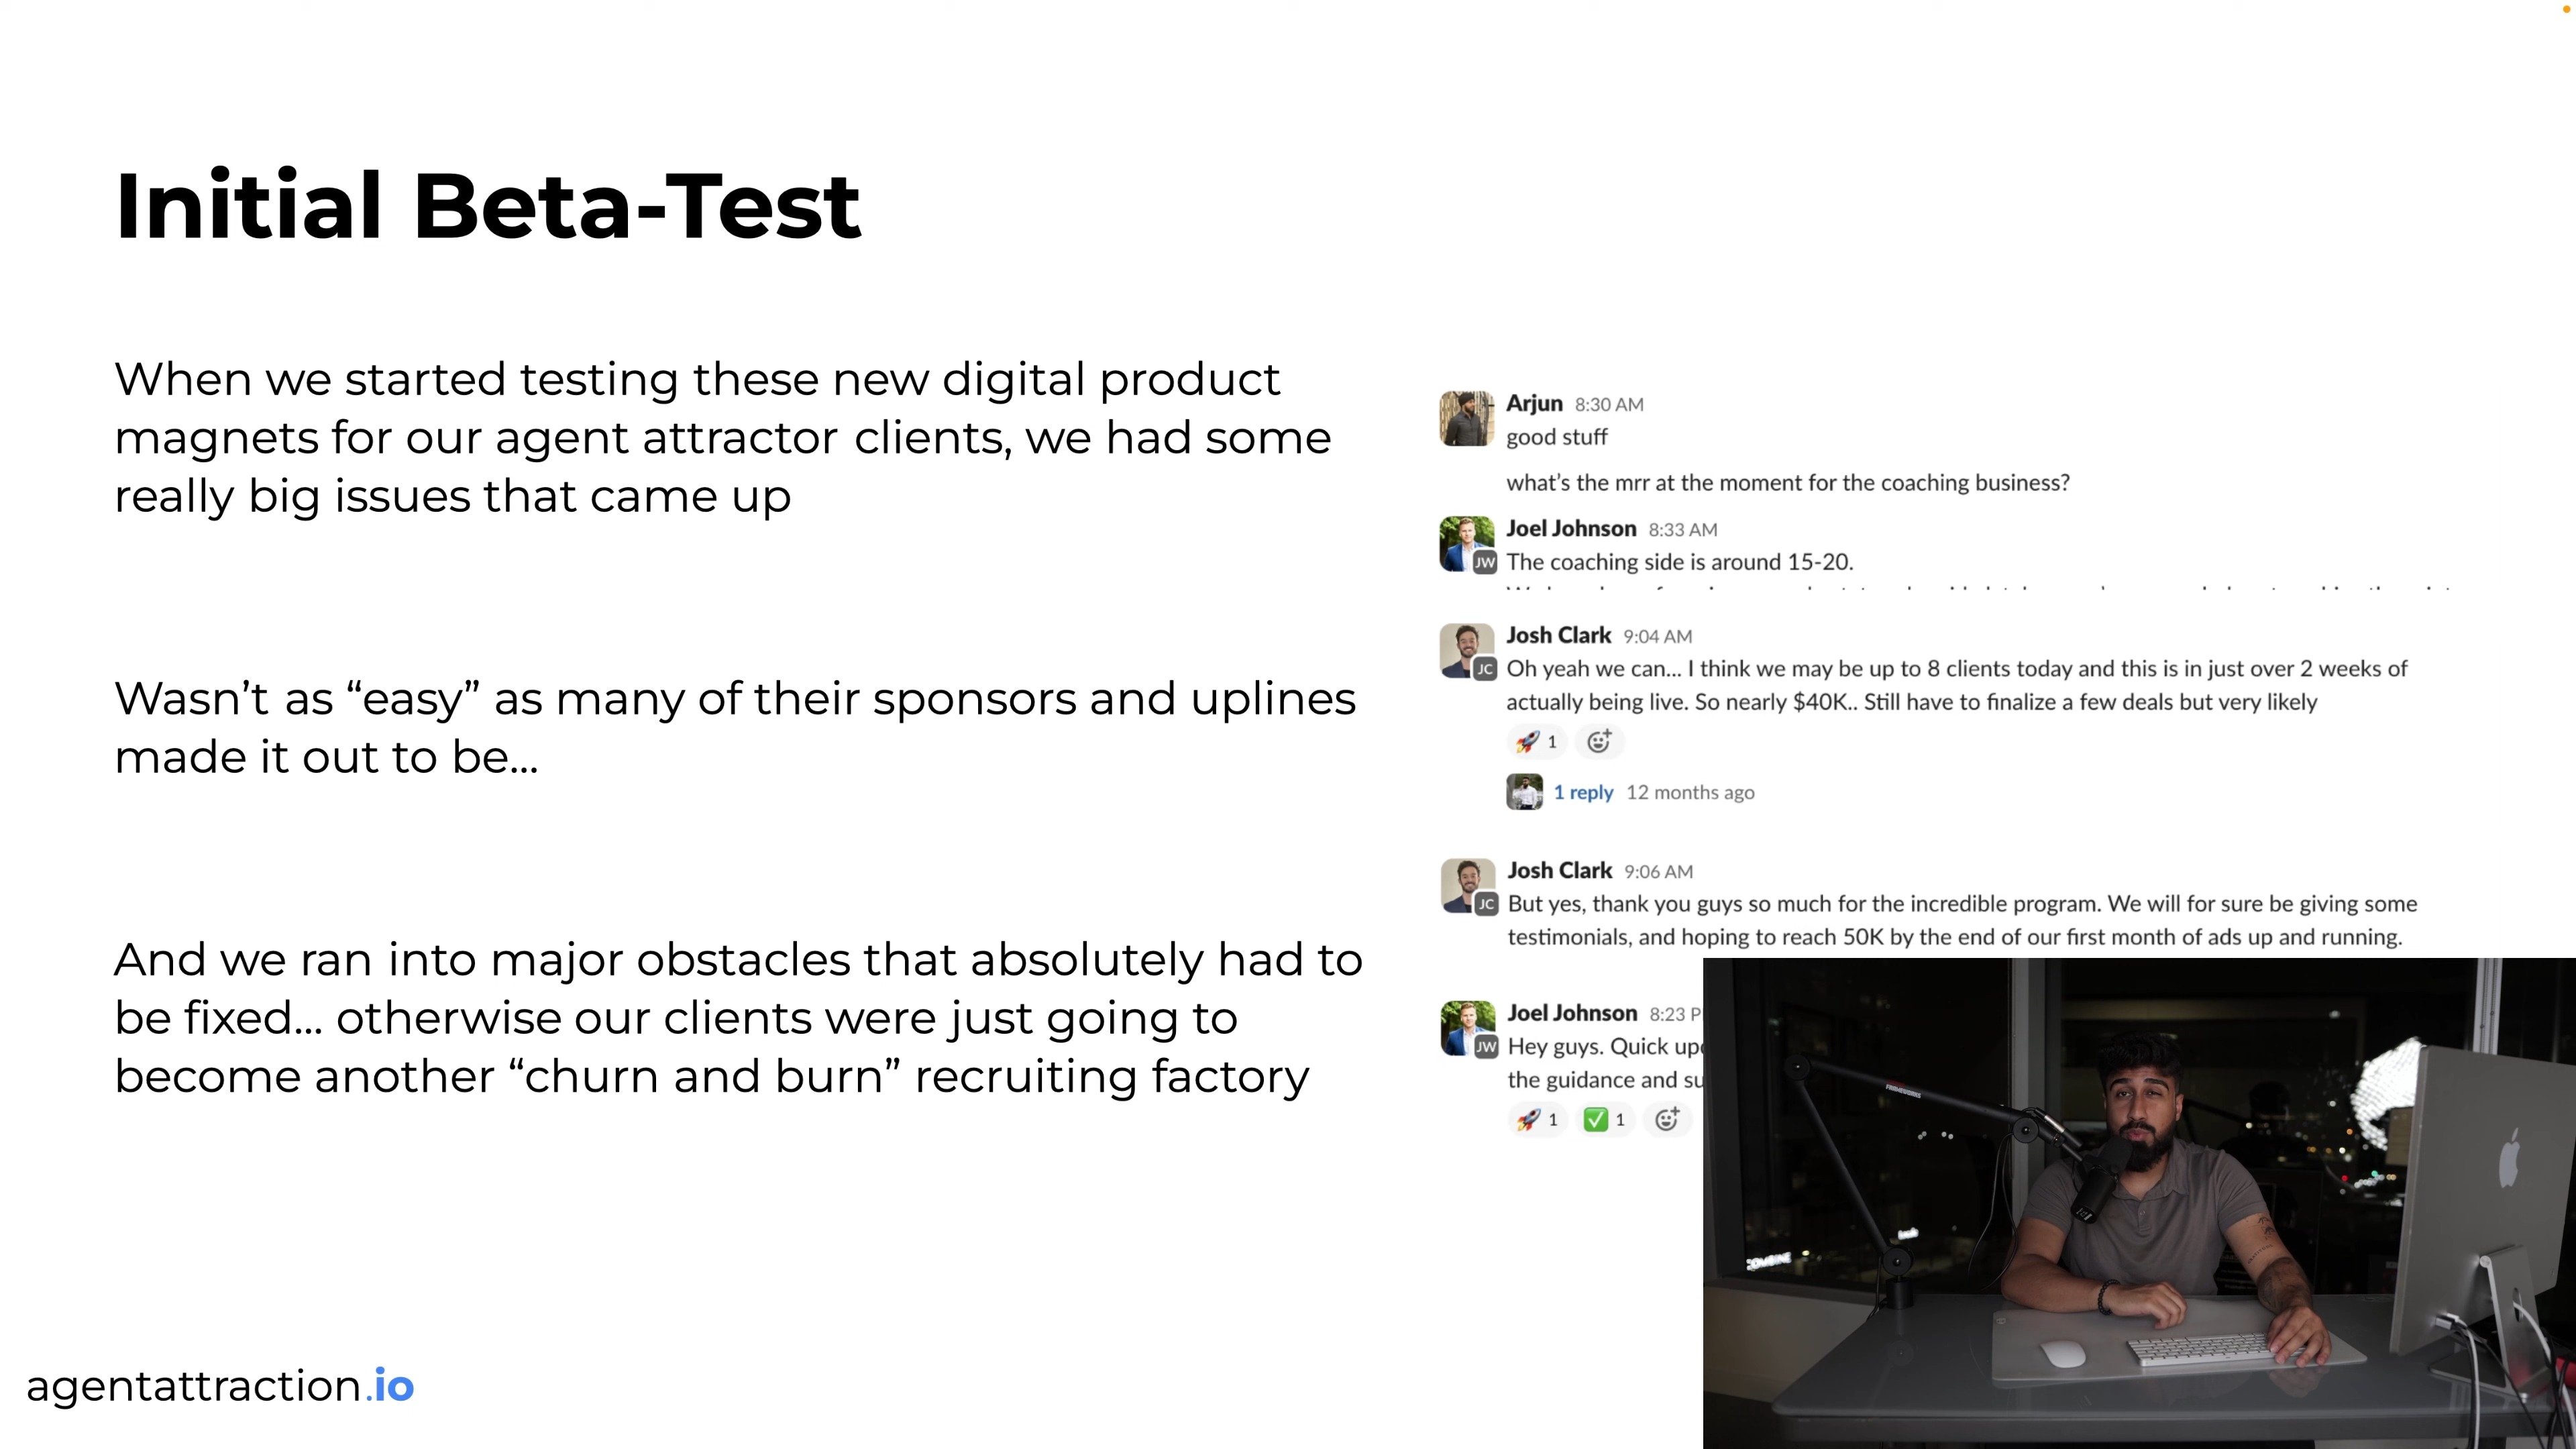 Initial Beta-Test
When we started testing these new digital product
magnets for our agent attractor clients, we had some
really big issues that came up
Wasn’t as “easy” as many of their sponsors and uplines
made it out to be...
And we ran into major obstacles that absolutely had to
be fixed... otherwise our clients were just going to
become another “churn and burn” recruiting factory
Arjun 8:30 AM
good stuff
what’s the mrr at the moment for the coaching business?
Joel Johnson 8:33 AM
JW The coaching side is around 15-20.
Josh Clark 9:04 AM
JC Oh yeah we can... I think we may be up to 8 clients today and this is in just over 2 weeks of
actually being live. So nearly $40K.. Still have to finalize a few deals but very likely
1
1 reply 12 months ago
Josh Clark 9:06 AM
JC But yes, thank you guys so much for the incredible program. We will for sure be giving some
testimonials, and hoping to reach 50K by the end of our first month of ads up and running.
Joel Johnson 8:23 P
JW Hey guys. Quick
the guidance and
1 1
agentattraction.io